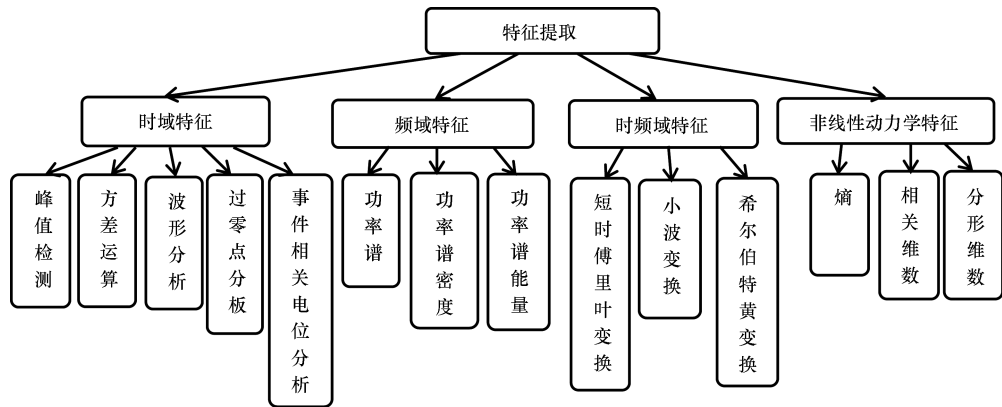 特征提取
时域特征
频域特征
时频域特征
非线性动力学特征
峰值检测
方差运算
波形分析
过零点分板
事件相关电位分析
功率谱
功率谱密度
功率谱能量
短时傅里叶变换
小波变换
希尔伯特黄变换
熵
相关维数
分形维数